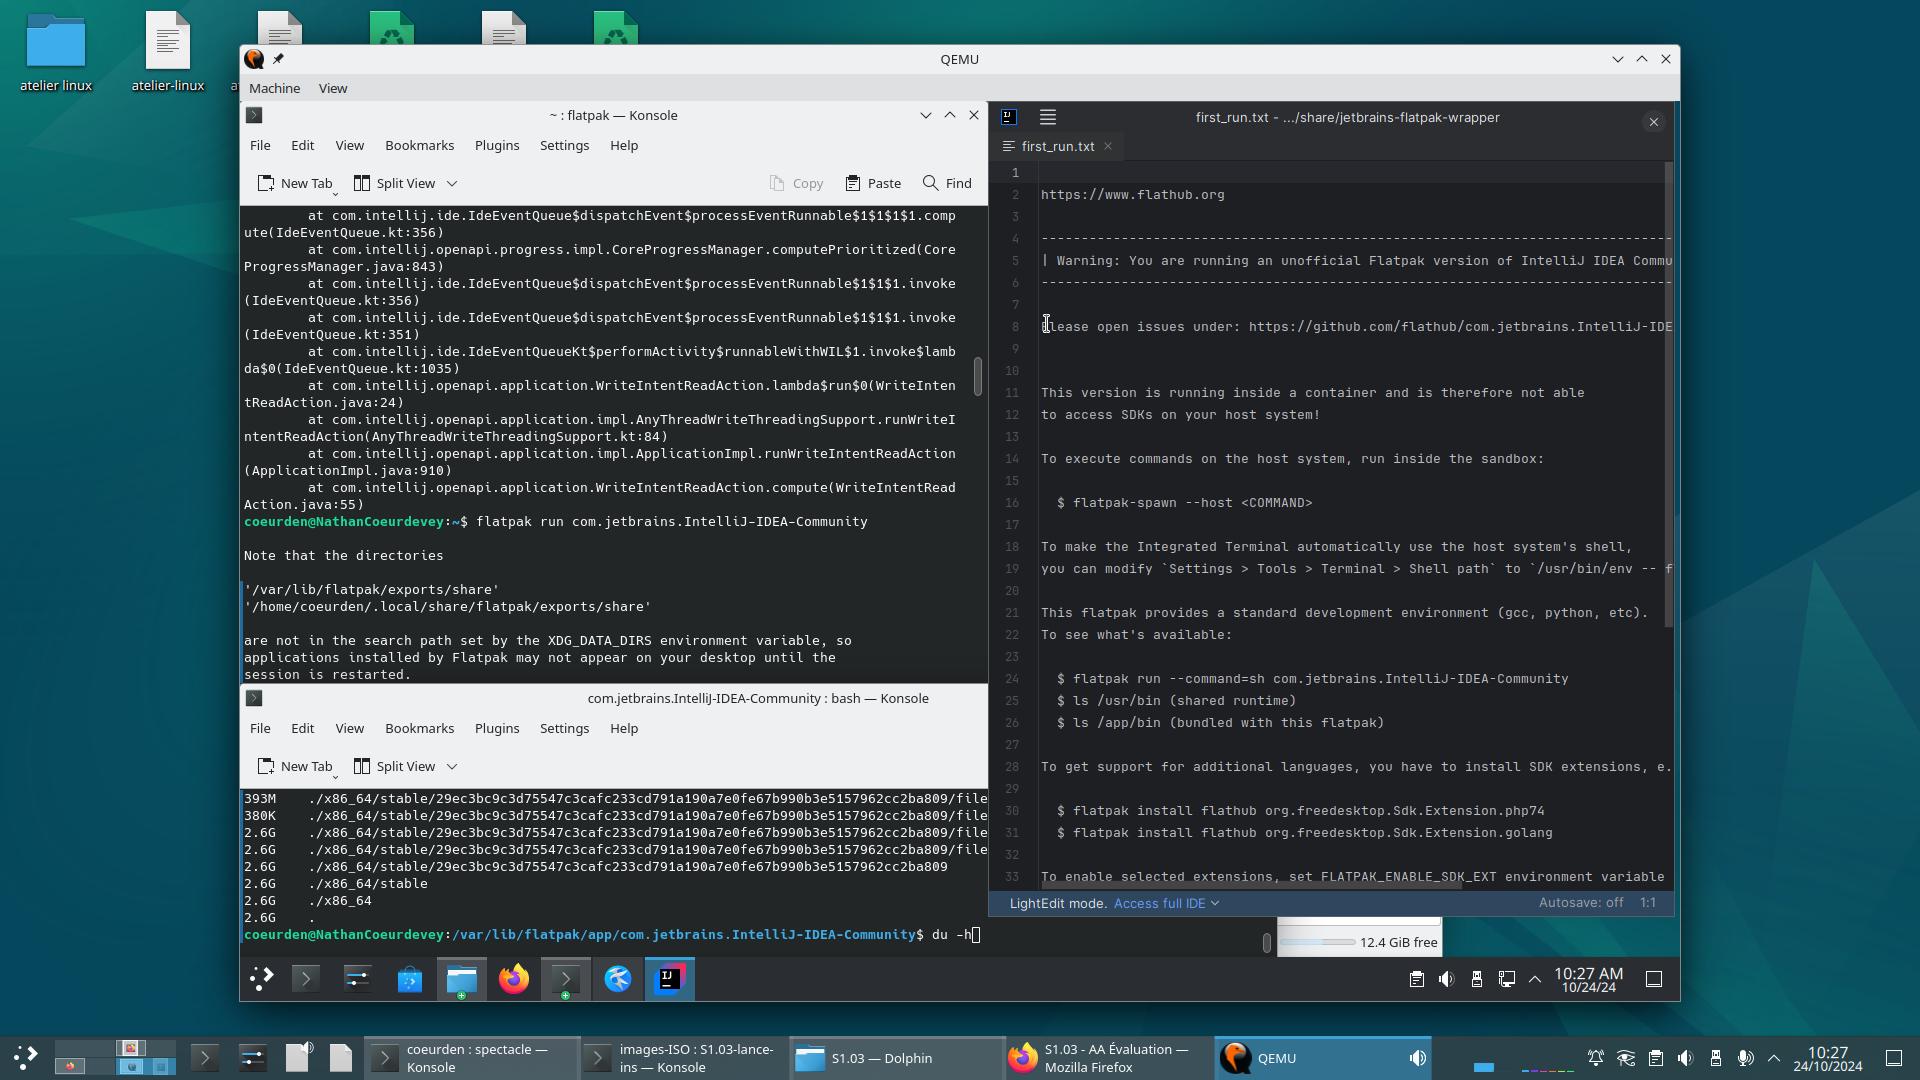 atelier linux
atelier-linux
a
QEMU
Machine View
~ : flatpak — Konsole
File Edit View Bookmarks Plugins Settings Help
New Tab Split View Copy Paste Find
at com.intellij.ide.IdeEventQueue$dispatchEvent$processEventRunnable$1$1$1$1.comp
ute(IdeEventQueue.kt:356)
at com.intellij.openapi.progress.impl.CoreProgressManager.computePrioritized(Core
ProgressManager.java:843)
at com.intellij.ide.IdeEventQueue$dispatchEvent$processEventRunnable$1$1$1.invoke
(IdeEventQueue.kt:356)
at com.intellij.ide.IdeEventQueue$dispatchEvent$processEventRunnable$1$1$1.invoke
(IdeEventQueue.kt:351)
at com.intellij.ide.IdeEventQueueKt$performActivity$runnableWithWIL$1.invoke$lamb
da$0(IdeEventQueue.kt:1035)
at com.intellij.openapi.application.WriteIntentReadAction.lambda$run$0(WriteInten
tReadAction.java:24)
at com.intellij.openapi.application.impl.AnyThreadWriteThreadingSupport.runWriteI
ntentReadAction(AnyThreadWriteThreadingSupport.kt:84)
at com.intellij.openapi.application.impl.ApplicationImpl.runWriteIntentReadAction
(ApplicationImpl.java:910)
at com.intellij.openapi.application.WriteIntentReadAction.compute(WriteIntentRead
Action.java:55)
coeurden@NathanCoeurdevey:~$ flatpak run com.jetbrains.IntelliJ-IDEA-Community
Note that the directories
'/var/lib/flatpak/exports/share'
'/home/coeurden/.local/share/flatpak/exports/share'
are not in the search path set by the XDG_DATA_DIRS environment variable, so
applications installed by Flatpak may not appear on your desktop until the
session is restarted.
com.jetbrains.IntelliJ-IDEA-Community : bash — Konsole
File Edit View Bookmarks Plugins Settings Help
New Tab Split View
393M ./x86_64/stable/29ec3bc9c3d75547c3cafc233cd791a190a7e0fe67b990b3e5157962cc2ba809/file
380K ./x86_64/stable/29ec3bc9c3d75547c3cafc233cd791a190a7e0fe67b990b3e5157962cc2ba809/file
2.6G ./x86_64/stable/29ec3bc9c3d75547c3cafc233cd791a190a7e0fe67b990b3e5157962cc2ba809/file
2.6G ./x86_64/stable/29ec3bc9c3d75547c3cafc233cd791a190a7e0fe67b990b3e5157962cc2ba809/file
2.6G ./x86_64/stable/29ec3bc9c3d75547c3cafc233cd791a190a7e0fe67b990b3e5157962cc2ba809
2.6G ./x86_64/stable
2.6G ./x86_64
2.6G .
coeurden@NathanCoeurdevey:/var/lib/flatpak/app/com.jetbrains.IntelliJ-IDEA-Community$ du -h
IJ
first_run.txt - .../share/jetbrains-flatpak-wrapper
first_run.txt
1
2 https://www.flathub.org
3
4 --------------------------------------------------------------------------------
5 | Warning: You are running an unofficial Flatpak version of IntelliJ IDEA Commu
6 --------------------------------------------------------------------------------
7
8 Please open issues under: https://github.com/flathub/com.jetbrains.IntelliJ-IDE
9
10
11 This version is running inside a container and is therefore not able
12 to access SDKs on your host system!
13
14 To execute commands on the host system, run inside the sandbox:
15
16 $ flatpak-spawn --host <COMMAND>
17
18 To make the Integrated Terminal automatically use the host system's shell,
19 you can modify `Settings > Tools > Terminal > Shell path` to `/usr/bin/env -- f
20
21 This flatpak provides a standard development environment (gcc, python, etc).
22 To see what's available:
23
24 $ flatpak run --command=sh com.jetbrains.IntelliJ-IDEA-Community
25 $ ls /usr/bin (shared runtime)
26 $ ls /app/bin (bundled with this flatpak)
27
28 To get support for additional languages, you have to install SDK extensions, e.
29
30 $ flatpak install flathub org.freedesktop.Sdk.Extension.php74
31 $ flatpak install flathub org.freedesktop.Sdk.Extension.golang
32
33 To enable selected extensions, set FLATPAK_ENABLE_SDK_EXT environment variable
LightEdit mode. Access full IDE Autosave: off 1:1
12.4 GiB free
IJ
10:27 AM
10/24/24
coeurden : spectacle —
Konsole
images-ISO : S1.03-lance-
ins — Konsole
S1.03 — Dolphin
S1.03 - AA Évaluation —
Mozilla Firefox
QEMU
10:27
24/10/2024